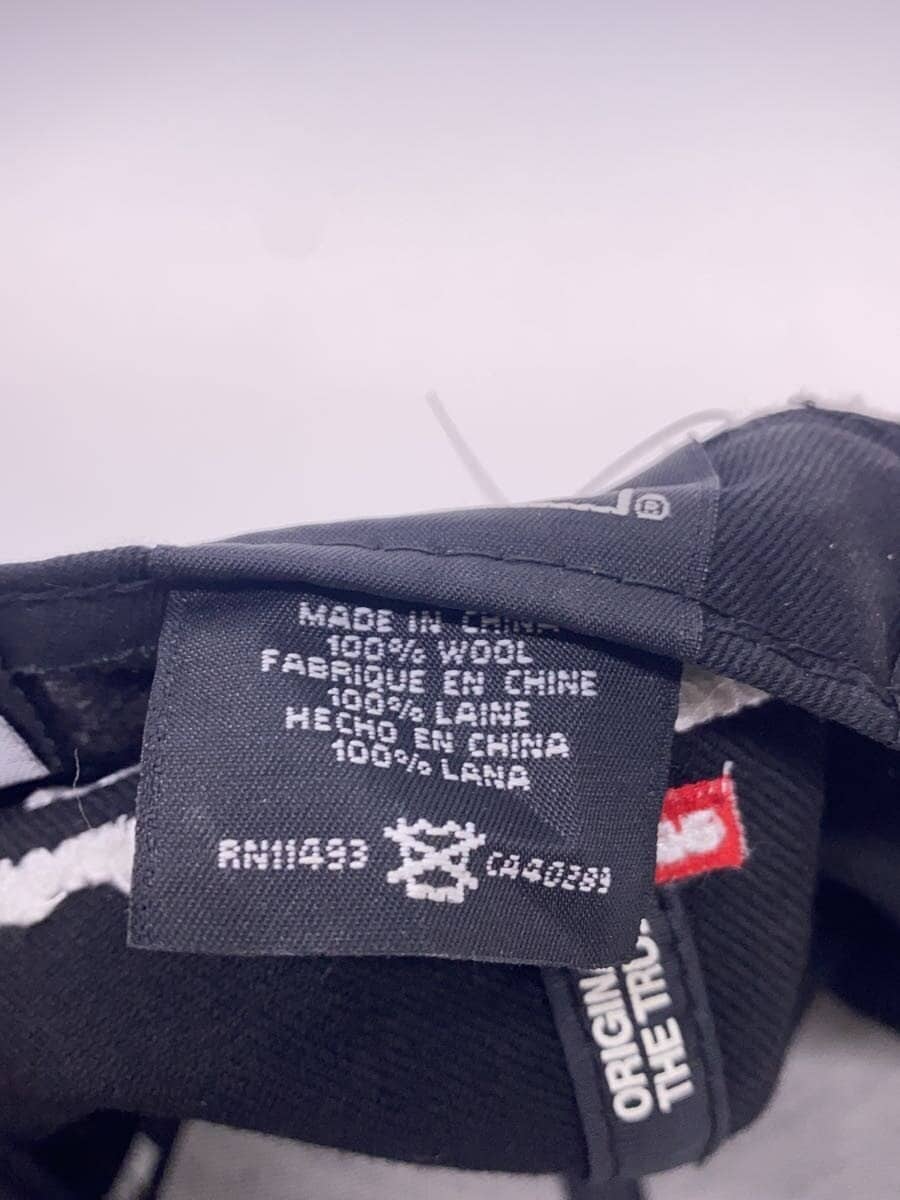 ®
MADE IN CHINA
100% WOOL
FABRIQUE EN CHINE
100% LAINE
HECHO EN CHINA
100% LANA
RN11493 CA40289
ORIGIN
THE TRU